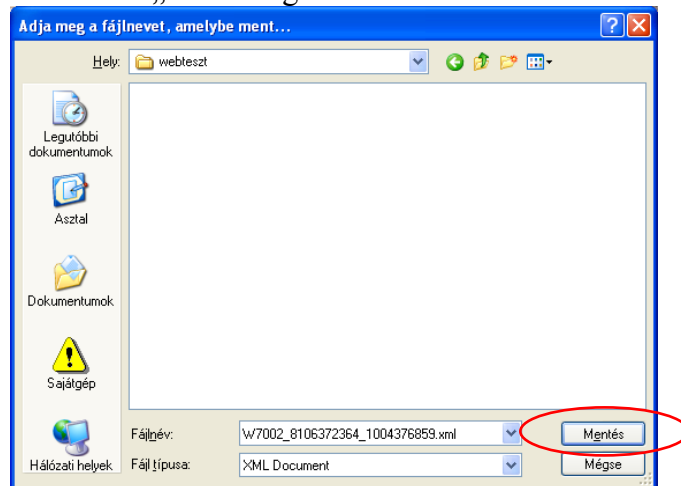 Adja meg a fájlnevet, amelybe ment...
Hely: webteszt
Legutóbbi
dokumentumok
Asztal
Dokumentumok
Sajátgép
Hálózati helyek
Fájlnév: W7002_8106372364_1004376859.xml Mentés
Fájl típusa: XML Document Mégse